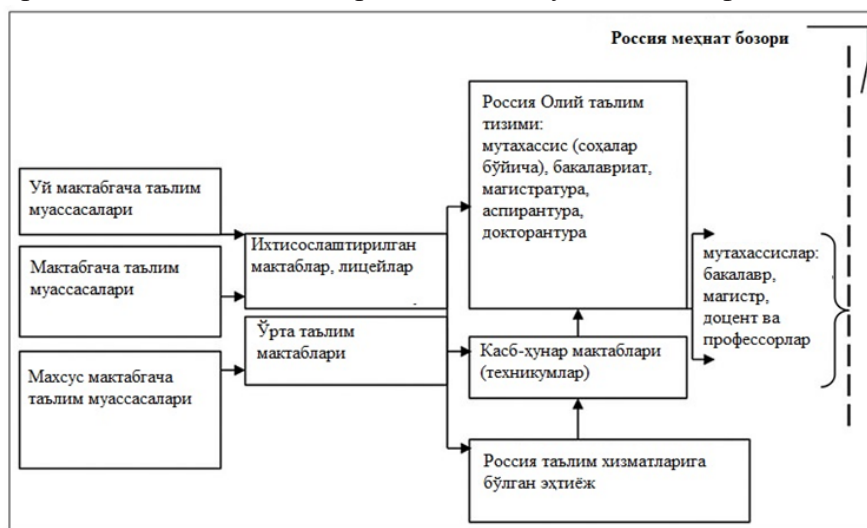 Россия меҳнат бозори
Уй мактабгача таълим
муассасалари
Мактабгача таълим
муассасалари
Махсус мактабгача
таълим муассасалари
Ихтисослаштирилган
мактаблар, лицейлар
Ўрта таълим
мактаблари
Россия Олий таълим
тизими:
мутахассис (соҳалар
бўйича), бакалавриат,
магистратура,
аспирантура,
докторантура
Касб-ҳунар мактаблари
(техникумлар)
Россия таълим хизматларига
бўлган эҳтиёж
мутахассислар:
бакалавр,
магистр,
доцент ва
профессорлар